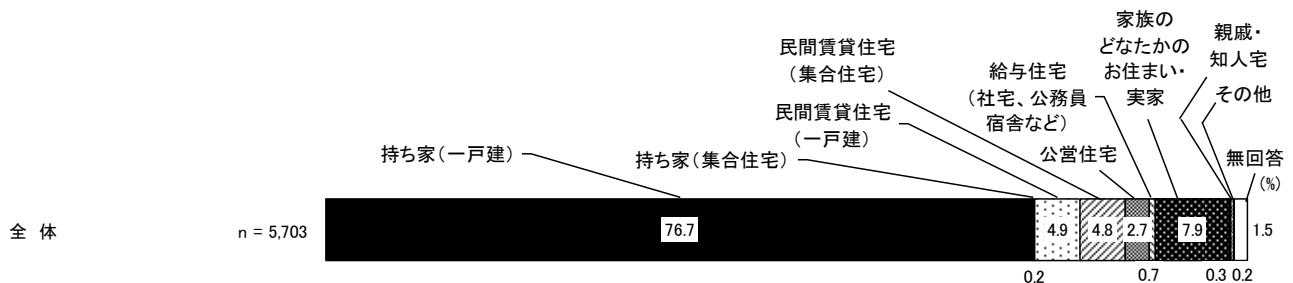 家族の
どなたかの
お住まい・
実家
親戚・
知人宅
民間賃貸住宅
（集合住宅）
給与住宅
（社宅、公務員
宿舎など）
その他
民間賃貸住宅
（一戸建）
持ち家（一戸建）
持ち家（集合住宅）
公営住宅
無回答
(%)
全 体
n = 5,703
76.7
4.9
4.8
2.7
7.9
1.5
0.2
0.7
0.3
0.2